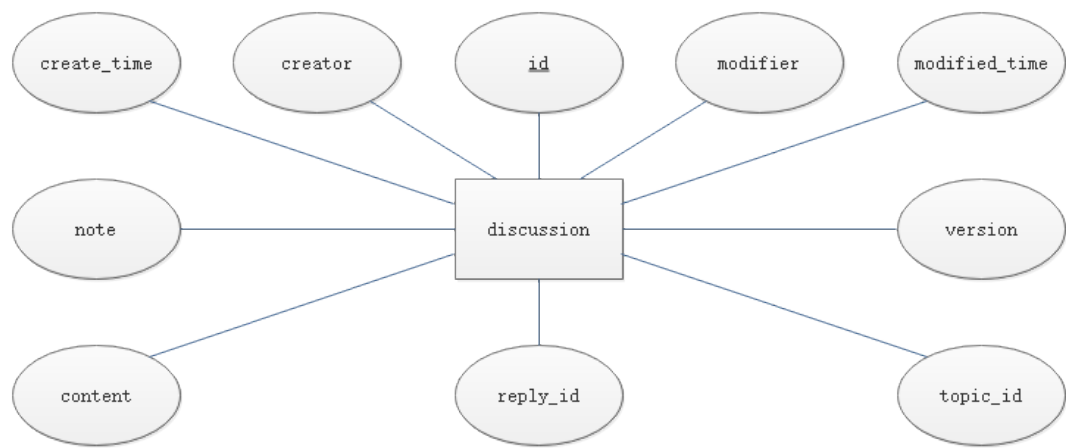 create_time
creator
id
modifier
modified_time
note
discussion
version
content
reply_id
topic_id